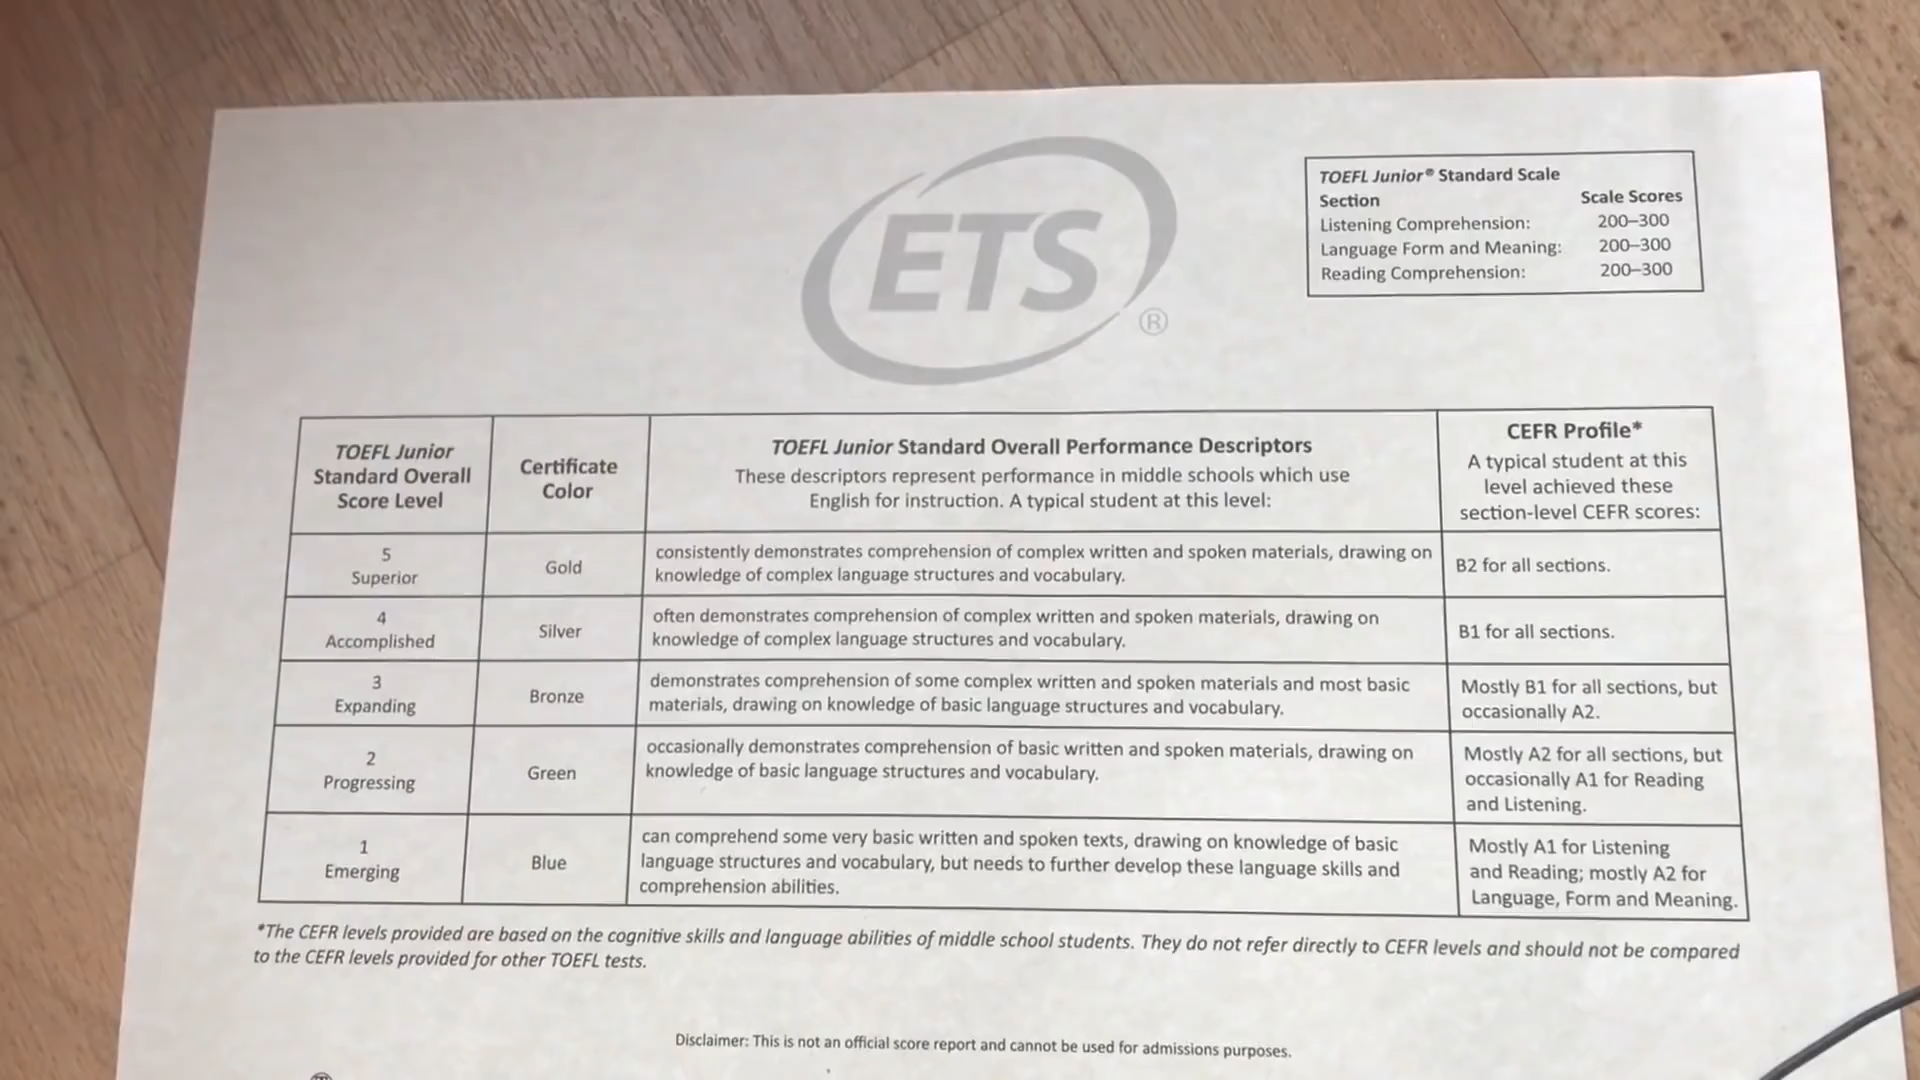 ETS
®
TOEFL Junior® Standard Scale
Section Scale Scores
Listening Comprehension: 200–300
Language Form and Meaning: 200–300
Reading Comprehension: 200–300
TOEFL Junior
Standard Overall
Score Level
Certificate
Color
TOEFL Junior Standard Overall Performance Descriptors
These descriptors represent performance in middle schools which use
English for instruction. A typical student at this level:
CEFR Profile*
A typical student at this
level achieved these
section-level CEFR scores:
5
Superior
Gold
consistently demonstrates comprehension of complex written and spoken materials, drawing on
knowledge of complex language structures and vocabulary.
B2 for all sections.
4
Accomplished
Silver
often demonstrates comprehension of complex written and spoken materials, drawing on
knowledge of complex language structures and vocabulary.
B1 for all sections.
3
Expanding
Bronze
demonstrates comprehension of some complex written and spoken materials and most basic
materials, drawing on knowledge of basic language structures and vocabulary.
Mostly B1 for all sections, but
occasionally A2.
2
Progressing
Green
occasionally demonstrates comprehension of basic written and spoken materials, drawing on
knowledge of basic language structures and vocabulary.
Mostly A2 for all sections, but
occasionally A1 for Reading
and Listening.
1
Emerging
Blue
can comprehend some very basic written and spoken texts, drawing on knowledge of basic
language structures and vocabulary, but needs to further develop these language skills and
comprehension abilities.
Mostly A1 for Listening
and Reading; mostly A2 for
Language, Form and Meaning.
*The CEFR levels provided are based on the cognitive skills and language abilities of middle school students. They do not refer directly to CEFR levels and should not be compared
to the CEFR levels provided for other TOEFL tests.
Disclaimer: This is not an official score report and cannot be used for admissions purposes.